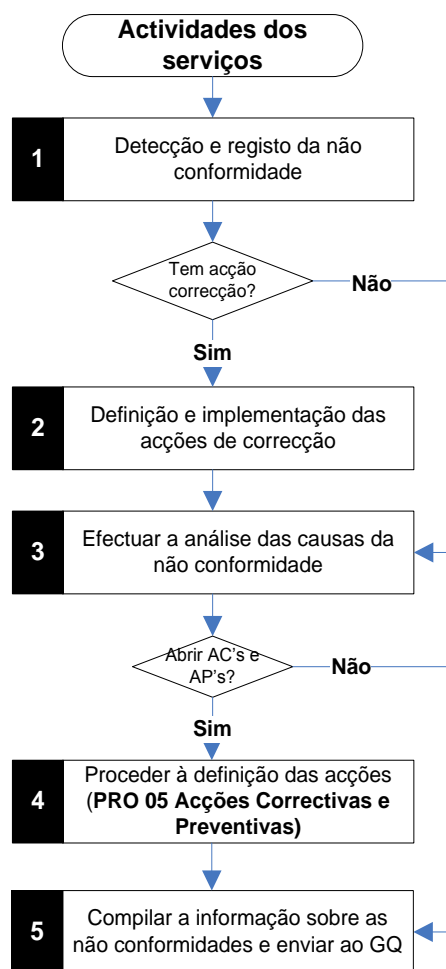 Actividades dos
serviços
1
Detecção e registo da não
conformidade
Tem acção
correcção?
Não
Sim
2
Definição e implementação das
acções de correcção
3
Efectuar a análise das causas da
não conformidade
Abrir AC's e
AP's?
Não
Sim
4
Proceder à definição das acções
(PRO 05 Acções Correctivas e
Preventivas)
5
Compilar a informação sobre as
não conformidades e enviar ao GQ